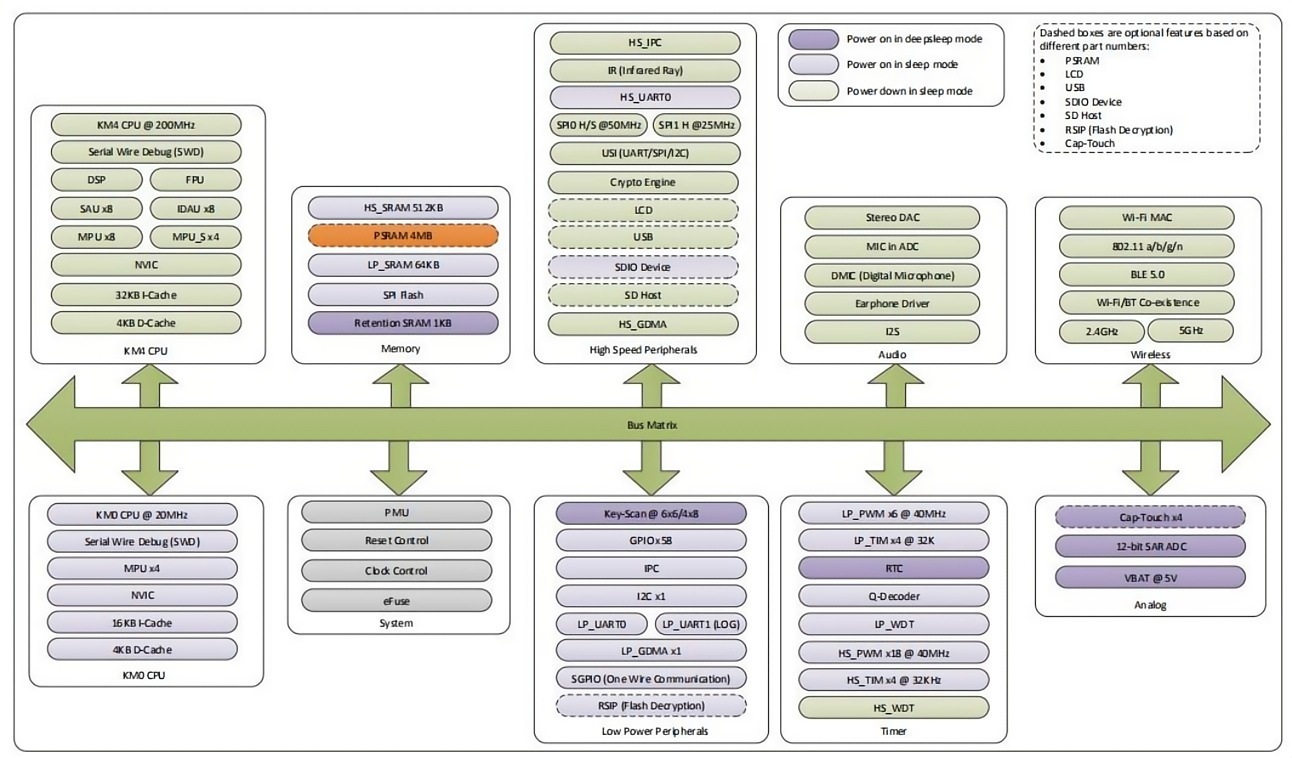 HS_IPC
IR (Infrared Ray)
HS_UART0
SPI0 H/S @50MHz
SPI1 H @25MHz
USI (UART/SPI/I2C)
Crypto Engine
LCD
USB
SDIO Device
SD Host
HS_GDMA
High Speed Peripherals
Power on in deepsleep mode
Power on in sleep mode
Power down in sleep mode
Dashed boxes are optional features based on
different part numbers:
• PSRAM
• LCD
• USB
• SDIO Device
• SD Host
• RSIP (Flash Decryption)
• Cap-Touch
KM4 CPU @ 200MHz
Serial Wire Debug (SWD)
DSP
FPU
SAU x8
IDAU x8
MPU x8
MPU_S x4
NVIC
32KB I-Cache
4KB D-Cache
KM4 CPU
HS_SRAM 512KB
PSRAM 4MB
LP_SRAM 64KB
SPI Flash
Retention SRAM 1KB
Memory
Stereo DAC
MIC in ADC
DMIC (Digital Microphone)
Earphone Driver
I2S
Audio
Wi-Fi MAC
802.11 a/b/g/n
BLE 5.0
Wi-Fi/BT Co-existence
2.4GHz
5GHz
Wireless
Bus Matrix
KM0 CPU @ 20MHz
Serial Wire Debug (SWD)
MPU x4
NVIC
16KB I-Cache
4KB D-Cache
KM0 CPU
PMU
Reset Control
Clock Control
eFuse
System
Key-Scan @ 6x6/4x8
GPIO x58
IPC
I2C x1
LP_UART0
LP_UART1 (LOG)
LP_GDMA x1
SGPIO (One Wire Communication)
RSIP (Flash Decryption)
Low Power Peripherals
LP_PWM x6 @ 40MHz
LP_TIM x4 @ 32K
RTC
Q-Decoder
LP_WDT
HS_PWM x18 @ 40MHz
HS_TIM x4 @ 32KHz
HS_WDT
Timer
Cap-Touch x4
12-bit SAR ADC
VBAT @ 5V
Analog